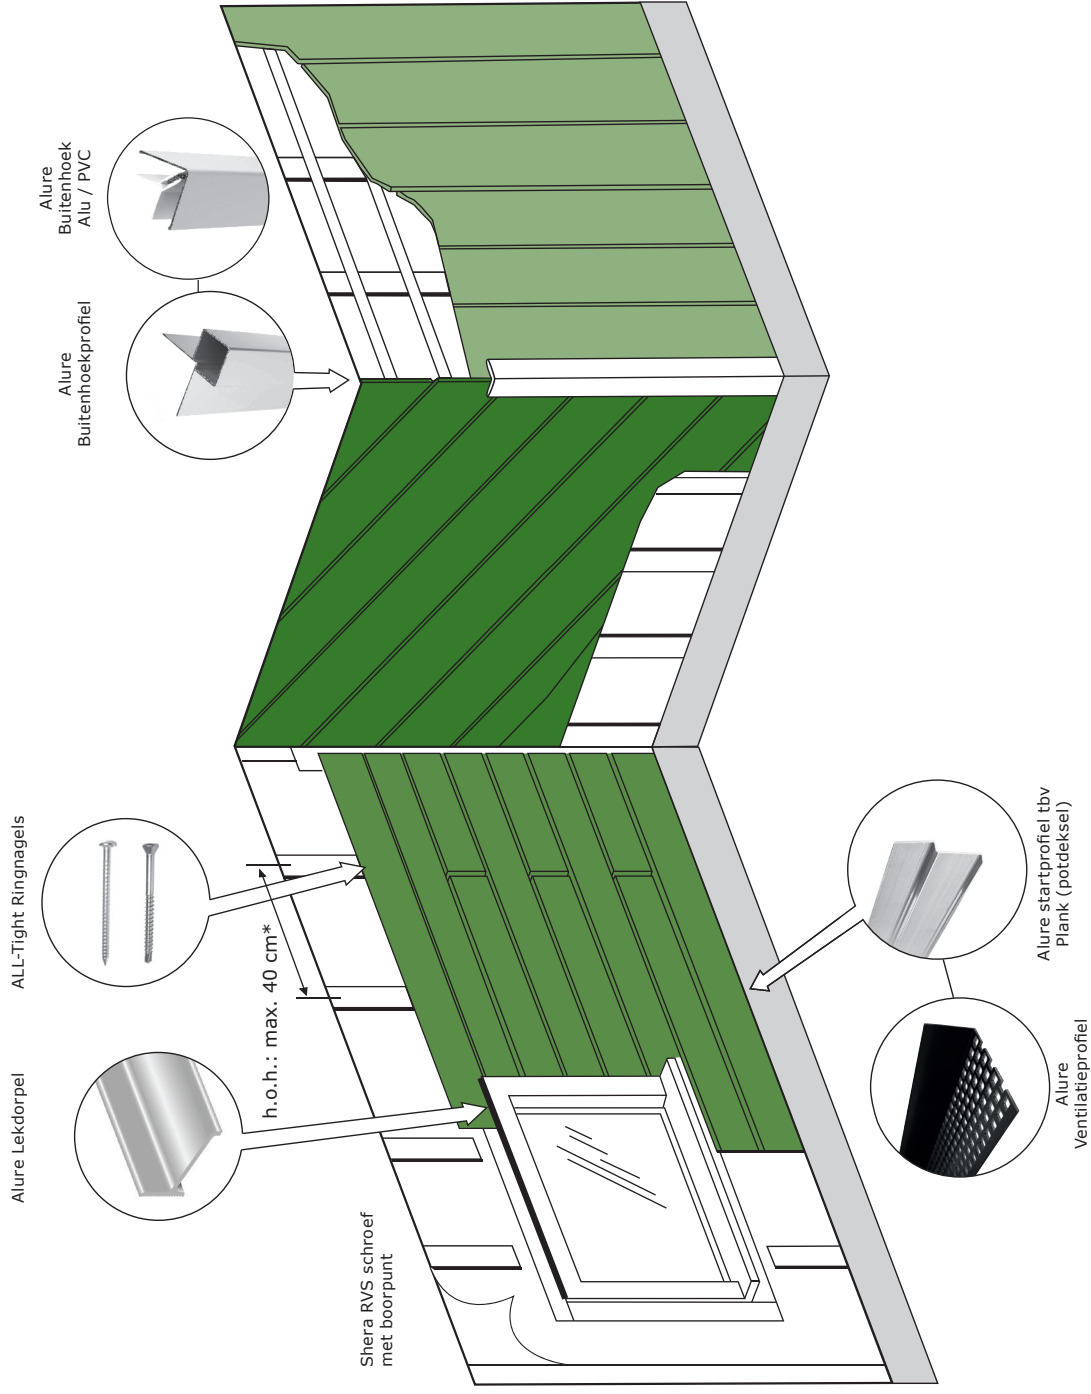 Alure Lekdorpel
ALL-Tight Ringnagels
Alure
Buitenhoekprofiel
Alure
Buitenhoek
Alu / PVC
h.o.h.: max. 40 cm*
Shera RVS schroef
met boorpunt
Alure
Ventilatieprofiel
Alure startprofiel tbv
Plank (potdeksel)